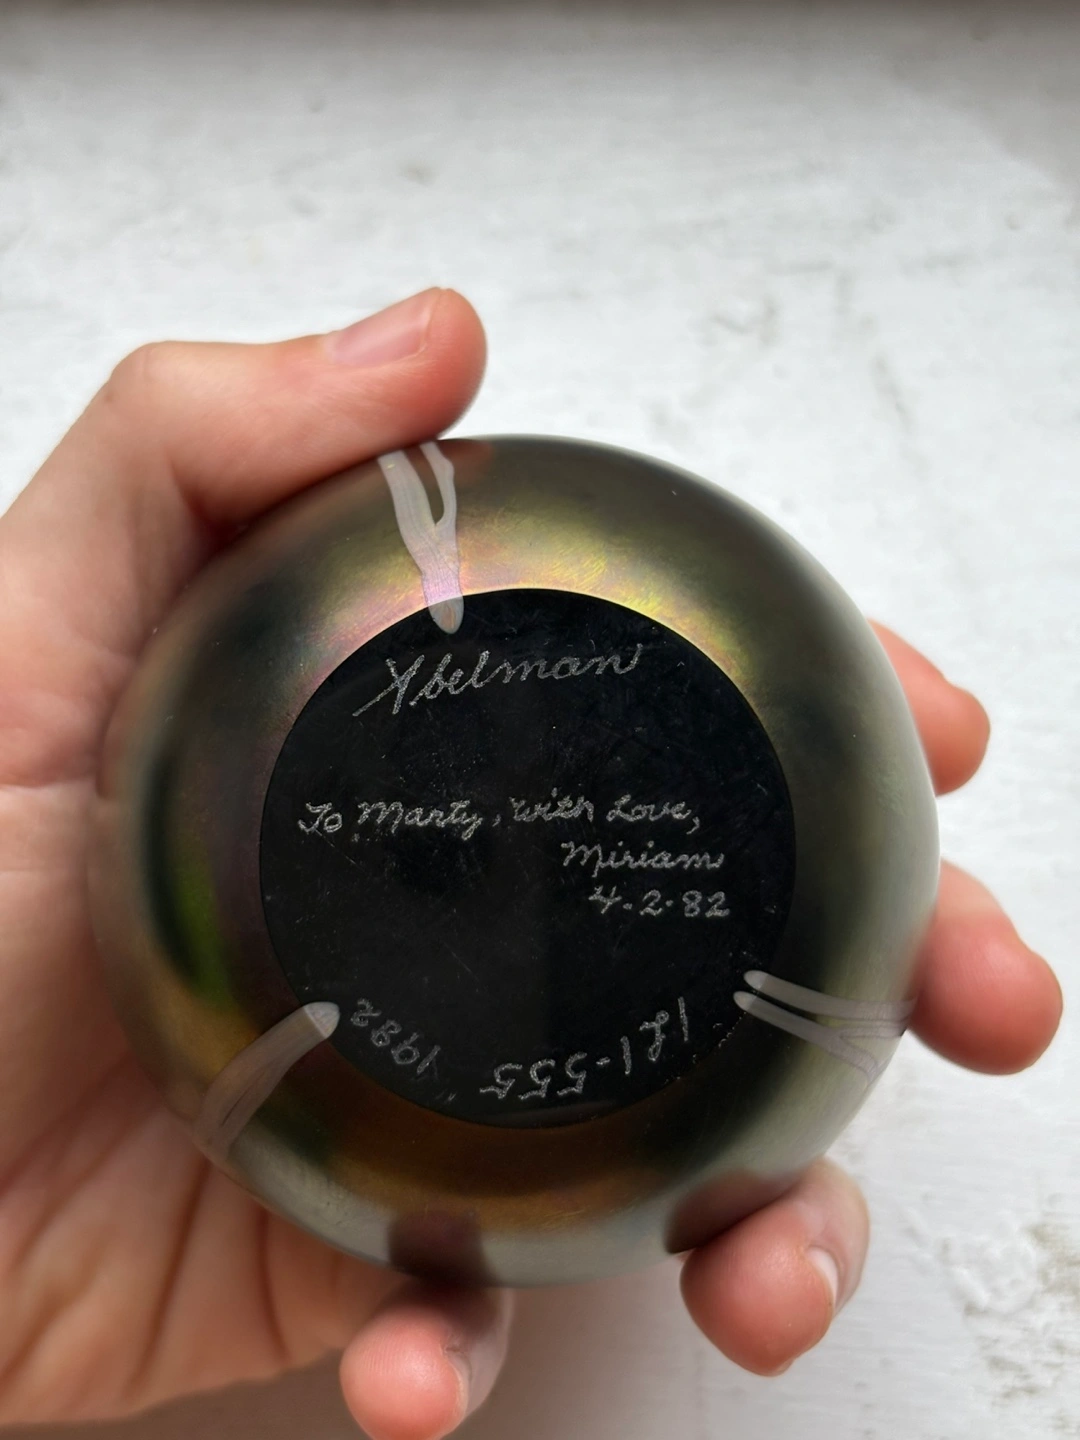 Abelman
To Marty, with Love,
Miriam
4.2.82
1982
121-555